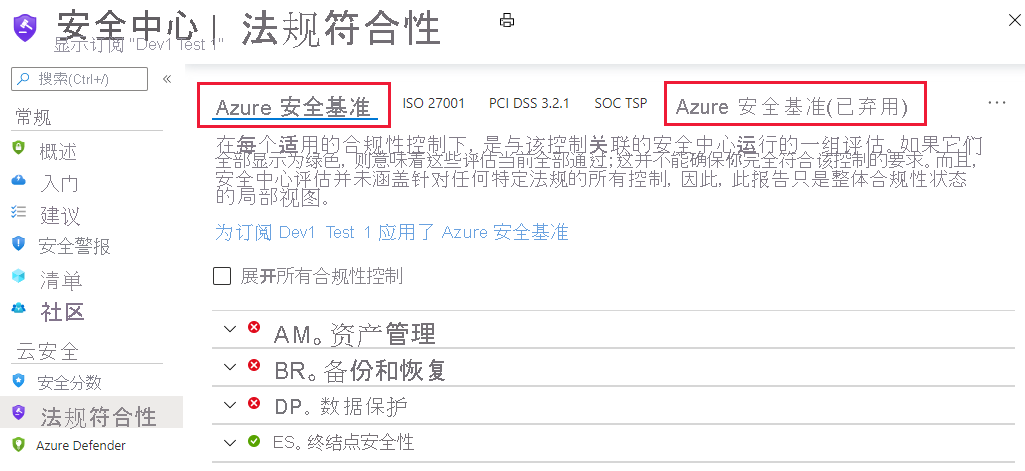 安全中心 | 法规符合性
显示订阅 "Dev1 Test 1"
搜索(Ctrl+/)
«
常规
概述
入门
建议
安全警报
清单
社区
云安全
安全分数
法规符合性
Azure Defender
Azure 安全基准 ISO 27001 PCI DSS 3.2.1 SOC TSP Azure 安全基准(已弃用) ...
在每个适用的合规性控制下, 是与该控制关联的安全中心运行的一组评估。如果它们
全部显示为绿色, 则意味着这些评估当前全部通过; 这并不能确保你完全符合该控制的要求。而且,
安全中心评估并未涵盖针对任何特定法规的所有控制, 因此, 此报告只是整体合规性状态
的局部视图。
为订阅 Dev1 Test 1 应用了 Azure 安全基准
展开所有合规性控制
AM。资产管理
BR。备份和恢复
DP。数据保护
ES。终结点安全性